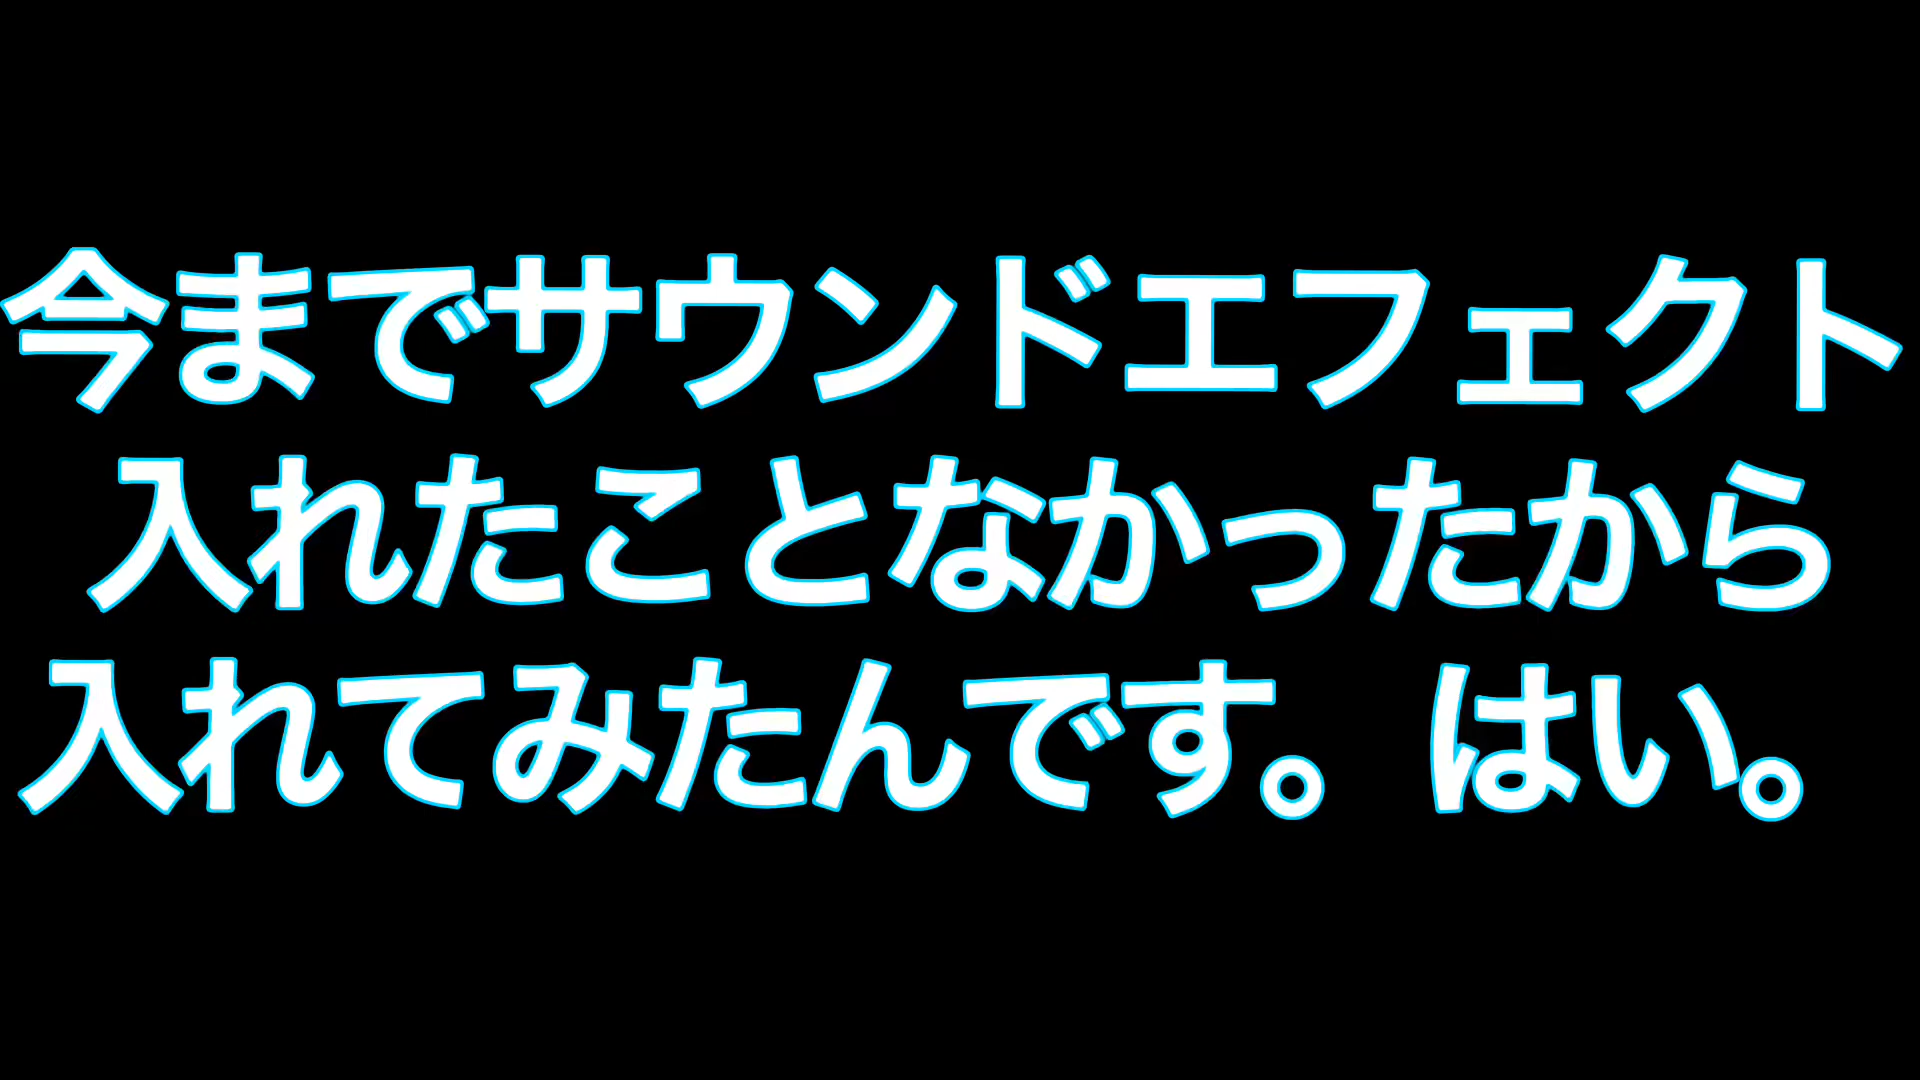 今までサウンドエフェクト
入れたことなかったから
入れてみたんです。はい。